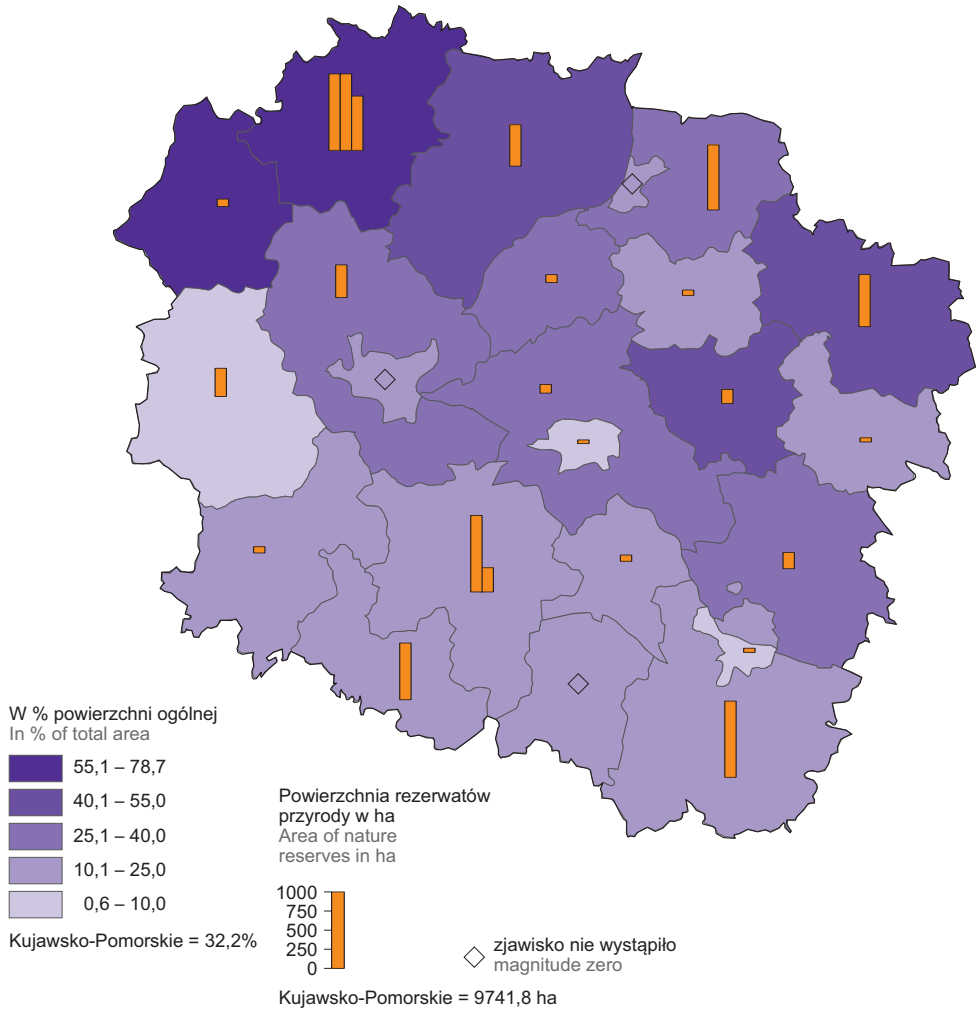 W % powierzchni ogólnej
In % of total area
55,1 – 78,7
40,1 – 55,0
25,1 – 40,0
10,1 – 25,0
0,6 – 10,0
Kujawsko-Pomorskie = 32,2%
Powierzchnia rezerwatów
przyrody w ha
Area of nature
reserves in ha
1000
750
500
250
0
Kujawsko-Pomorskie = 9741,8 ha
zjawisko nie wystąpiło
magnitude zero